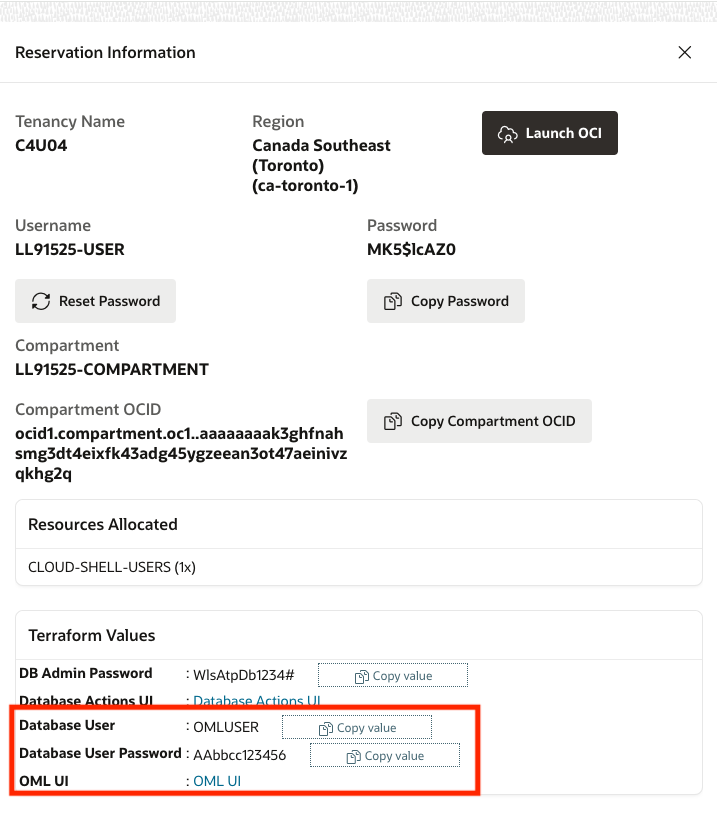 Reservation Information
Tenancy Name
C4U04
Region
Canada Southeast
(Toronto)
(ca-toronto-1)
Launch OCI
Username
LL91525-USER
Password
MK5$lcAZ0
Reset Password
Copy Password
Compartment
LL91525-COMPARTMENT
Compartment OCID
ocid1.compartment.oc1..aaaaaaaak3ghfnah
smg3dt4eixfk43adg45ygzeean3ot47aeinivz
qkhg2q
Copy Compartment OCID
Resources Allocated
CLOUD-SHELL-USERS (1x)
Terraform Values
DB Admin Password : WlsAtpDb1234# Copy value
Database Actions UI : Database Actions UI
Database User : OMLUSER Copy value
Database User Password : AAbbcc123456 Copy value
OML UI : OML UI